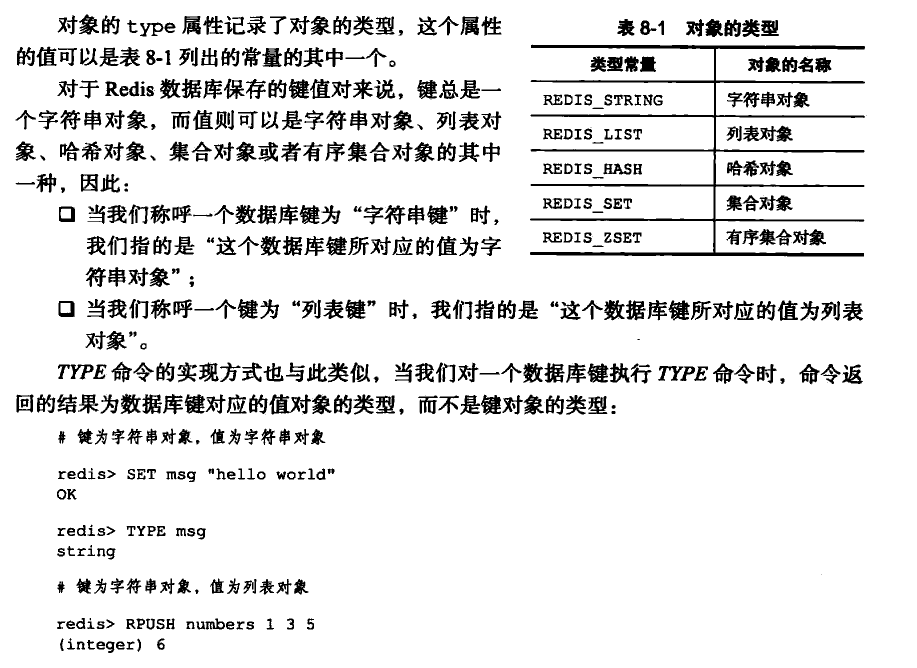 对象的 type 属性记录了对象的类型，这个属性
的值可以是表 8-1 列出的常量的其中一个。
对于 Redis 数据库保存的键值对来说，键总是一
个字符串对象，而值则可以是字符串对象、列表对
象、哈希对象、集合对象或者有序集合对象的其中
一种，因此：
❑ 当我们称呼一个数据库键为“字符串键”时，
我们指的是“这个数据库键所对应的值为字
符串对象”；
表 8-1 对象的类型
类型常量 对象的名称
REDIS_STRING 字符串对象
REDIS_LIST 列表对象
REDIS_HASH 哈希对象
REDIS_SET 集合对象
REDIS_ZSET 有序集合对象
❑ 当我们称呼一个键为“列表键”时，我们指的是“这个数据库键所对应的值为列表
对象”。
TYPE 命令的实现方式也与此类似，当我们对一个数据库键执行 TYPE 命令时，命令返
回的结果为数据库键对应的值对象的类型，而不是键对象的类型：
# 键为字符串对象，值为字符串对象
redis> SET msg "hello world"
OK
redis> TYPE msg
string
# 键为字符串对象，值为列表对象
redis> RPUSH numbers 1 3 5
(integer) 6